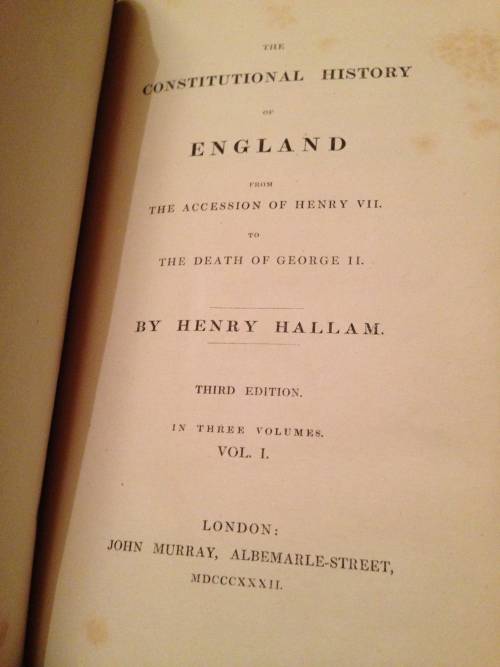 THE
CONSTITUTIONAL HISTORY
OF
ENGLAND
FROM
THE ACCESSION OF HENRY VII.
TO
THE DEATH OF GEORGE II.
BY HENRY HALLAM.
THIRD EDITION.
IN THREE VOLUMES.
VOL. I.
LONDON:
JOHN MURRAY, ALBEMARLE-STREET,
MDCCCXXXII.